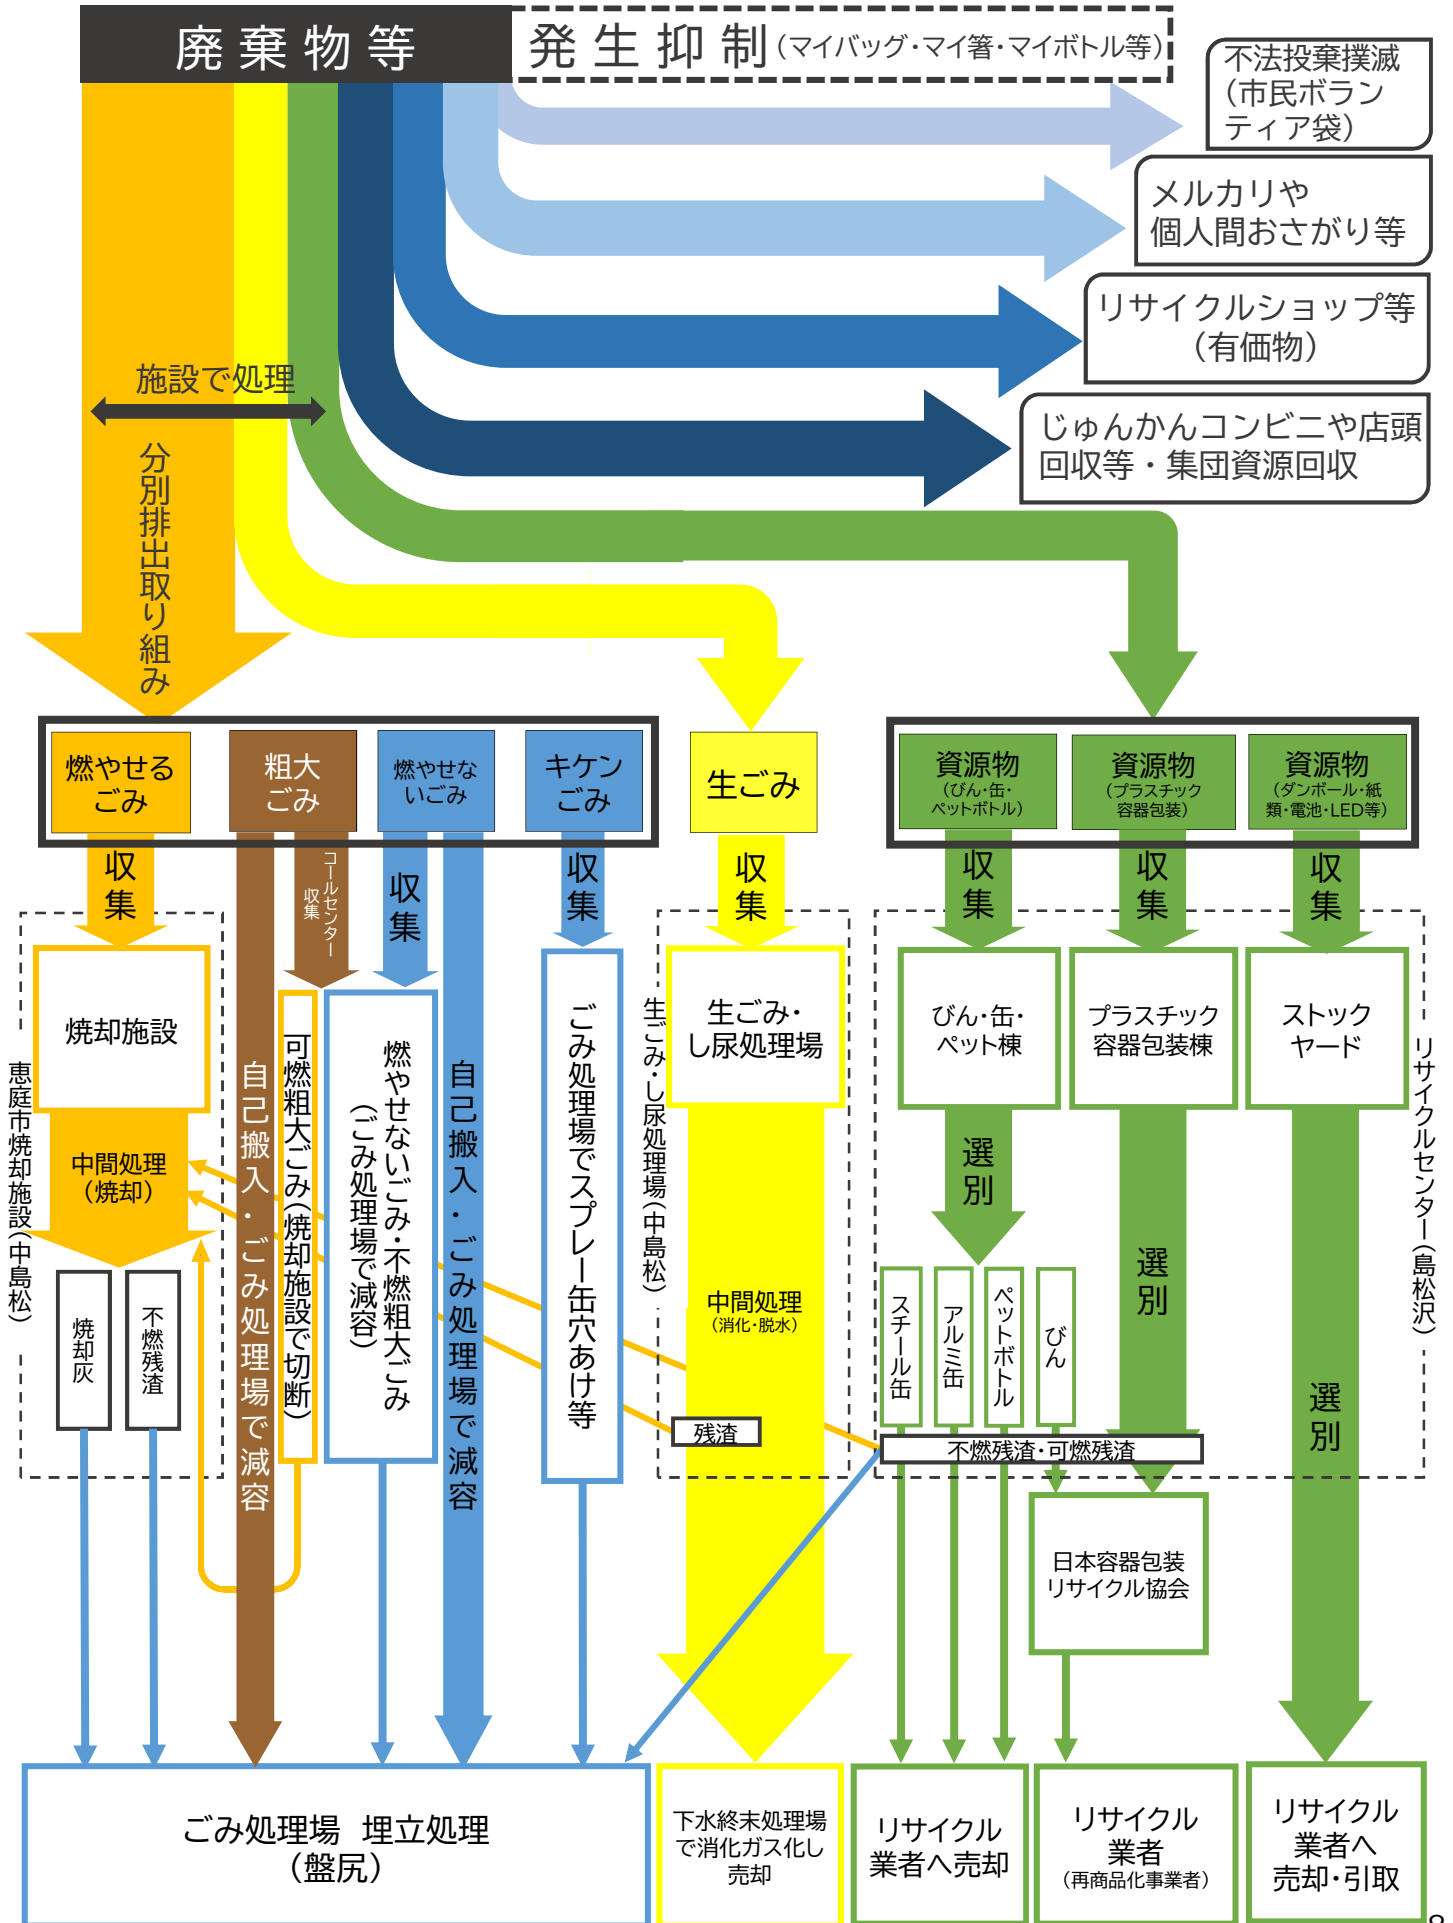 廃棄物等
発生抑制(マイバッグ・マイ箸・マイボトル等)
不法投棄撲滅
(市民ボラン
ティア袋)
メルカリや
個人間おさがり等
リサイクルショップ等
(有価物)
じゅんかんコンビニや店頭
回収等・集団資源回収
施設で処理
分別排出取り組み
燃やせる
ごみ
粗大
ごみ
燃やせな
いごみ
キケン
ごみ
生ごみ
資源物
(びん・缶・
ペットボトル)
資源物
(プラスチック
容器包装)
資源物
(ダンボール・紙
類・電池・LED等)
収集
コールセンター
収集
収集
収集
収集
収集
収集
収集
恵庭市焼却施設(中島松)
焼却施設
中間処理
(焼却)
焼却灰
不燃残渣
自己搬入・ごみ処理場で減容
可燃粗大ごみ(焼却施設で切断)
燃やせないごみ・不燃粗大ごみ
(ごみ処理場で減容)
自己搬入・ごみ処理場で減容
ごみ処理場でスプレー缶穴あけ等
生ごみ・し尿処理場(中島松)
生ごみ・
し尿処理場
中間処理
(消化・脱水)
残渣
リサイクルセンター(島松沢)
びん・缶・
ペット棟
プラスチック
容器包装棟
ストック
ヤード
選別
選別
選別
スチール缶
アルミ缶
ペットボトル
びん
不燃残渣・可燃残渣
日本容器包装
リサイクル協会
ごみ処理場 埋立処理
(盤尻)
下水終末処理場
で消化ガス化し
売却
リサイクル
業者へ売却
リサイクル
業者
(再商品化事業者)
リサイクル
業者へ
売却・引取